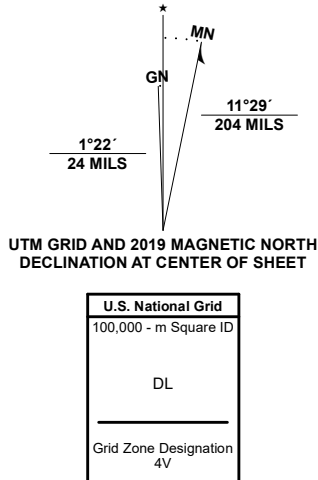 ★
MN
GN
11°29´
204 MILS
1°22´
24 MILS
UTM GRID AND 2019 MAGNETIC NORTH
DECLINATION AT CENTER OF SHEET
U.S. National Grid
100,000 - m Square ID
DL
Grid Zone Designation
4V